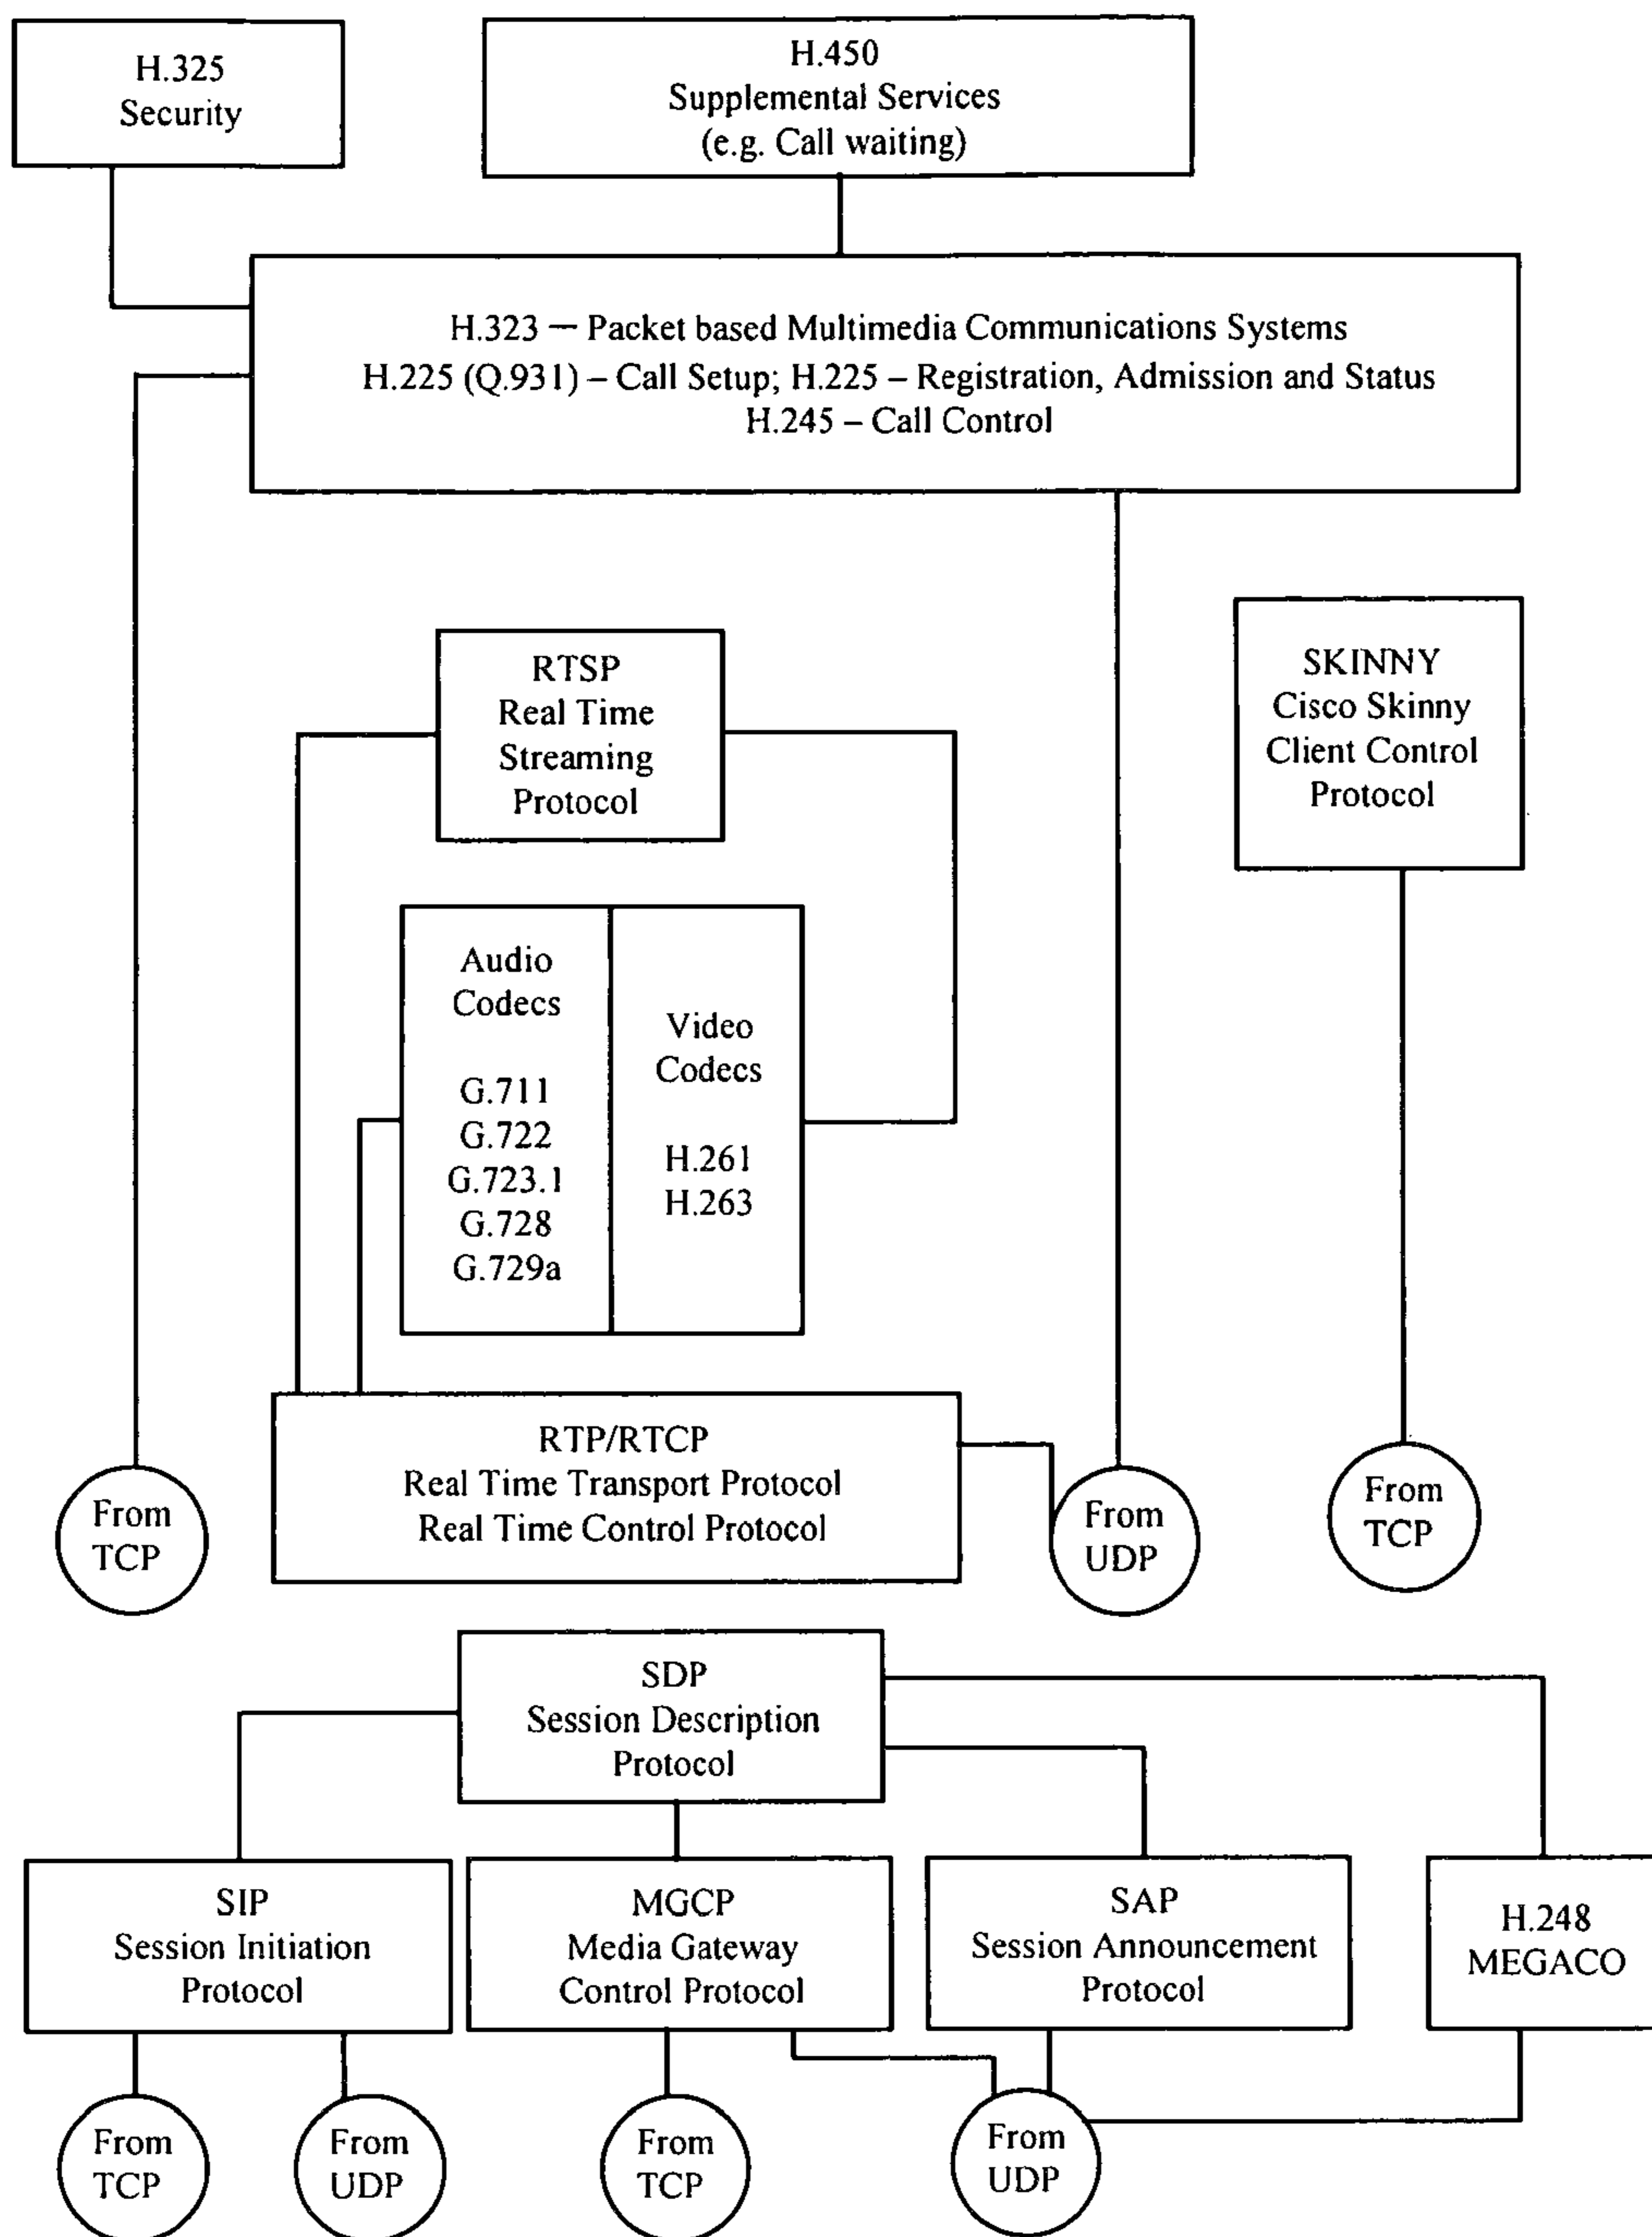 H.325
Security
H.450
Supplemental Services
(e.g. Call waiting)
H.323 — Packet based Multimedia Communications Systems
H.225 (Q.931) – Call Setup; H.225 – Registration, Admission and Status
H.245 – Call Control
RTSP
Real Time
Streaming
Protocol
SKINNY
Cisco Skinny
Client Control
Protocol
Audio
Codecs
G.711
G.722
G.723.1
G.728
G.729a
Video
Codecs
H.261
H.263
From
TCP
RTP/RTCP
Real Time Transport Protocol
Real Time Control Protocol
From
UDP
From
TCP
SDP
Session Description
Protocol
SIP
Session Initiation
Protocol
MGCP
Media Gateway
Control Protocol
SAP
Session Announcement
Protocol
H.248
MEGACO
From
TCP
From
UDP
From
TCP
From
UDP